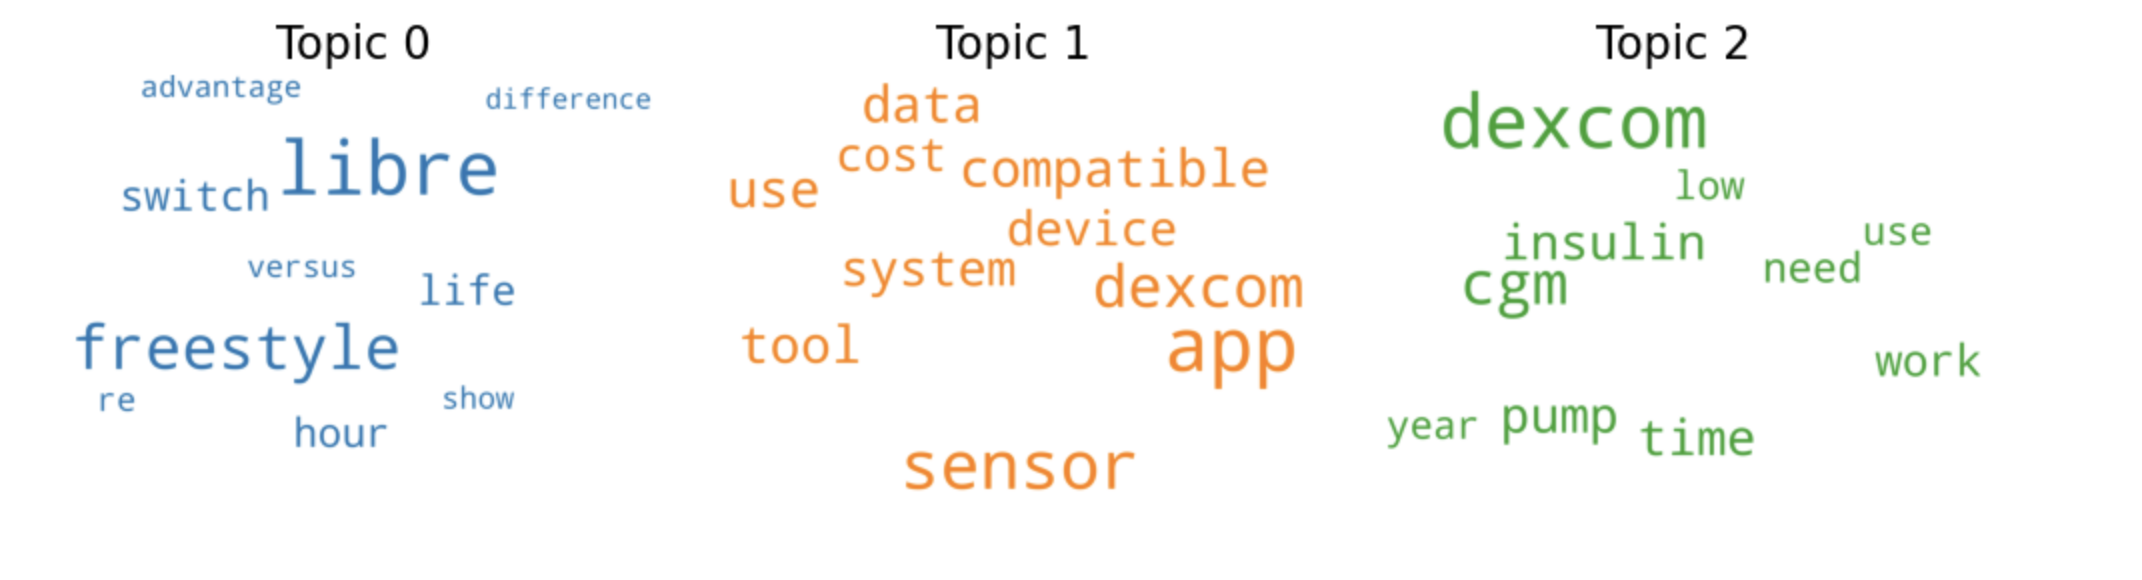 Topic 0
advantage
difference
libre
switch
versus
life
freestyle
re
show
hour
Topic 1
data
cost
compatible
use
device
system
dexcom
tool
app
sensor
Topic 2
dexcom
low
insulin
use
need
cgm
work
year
pump
time